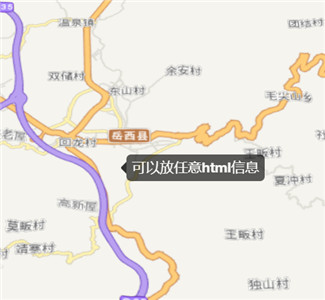 35
温泉镇
团结村
双储村
余安村
东山村
毛尖山乡
岳西县
老屋
回龙村
王畈村
可以放任意html信息
夏冲村
高新屋
莫畈村
王畈村
靖寨村
独山村